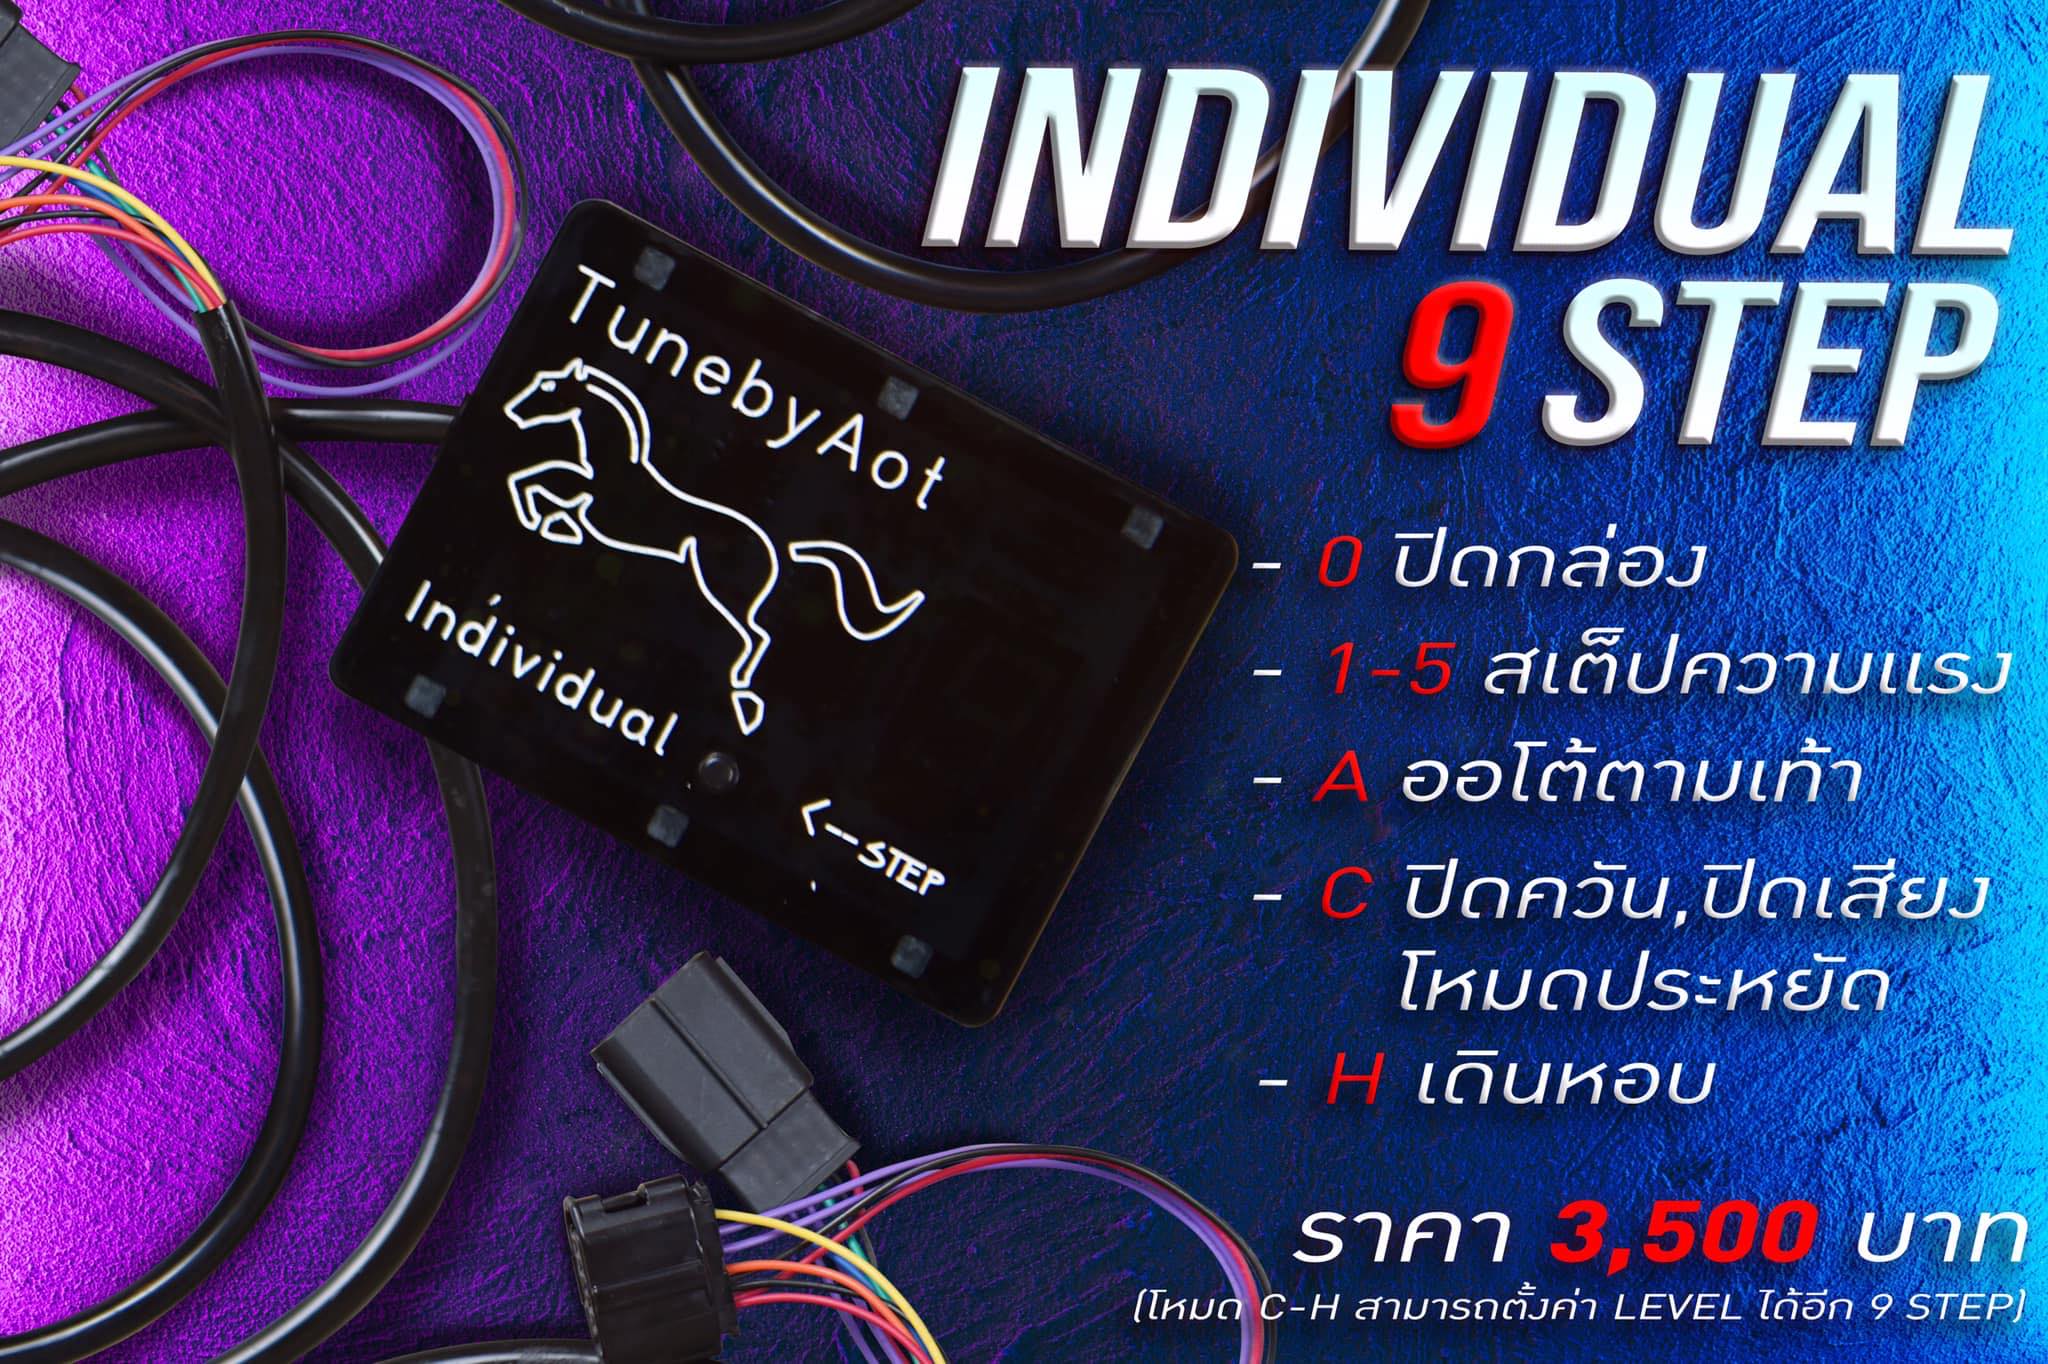 INDIVIDUAL
9 STEP
TunebyAot
Individual
<--STEP
- 0 ปิดกล่อง
- 1-5 สเต็ปความแรง
- A ออโต้ตามเท้า
- C ปิดควัน,ปิดเสียง
โหมดประหยัด
- H เดินหอบ
ราคา 3,500 บาท
(โหมด C-H สามารถตั้งค่า LEVEL ได้อีก 9 STEP)